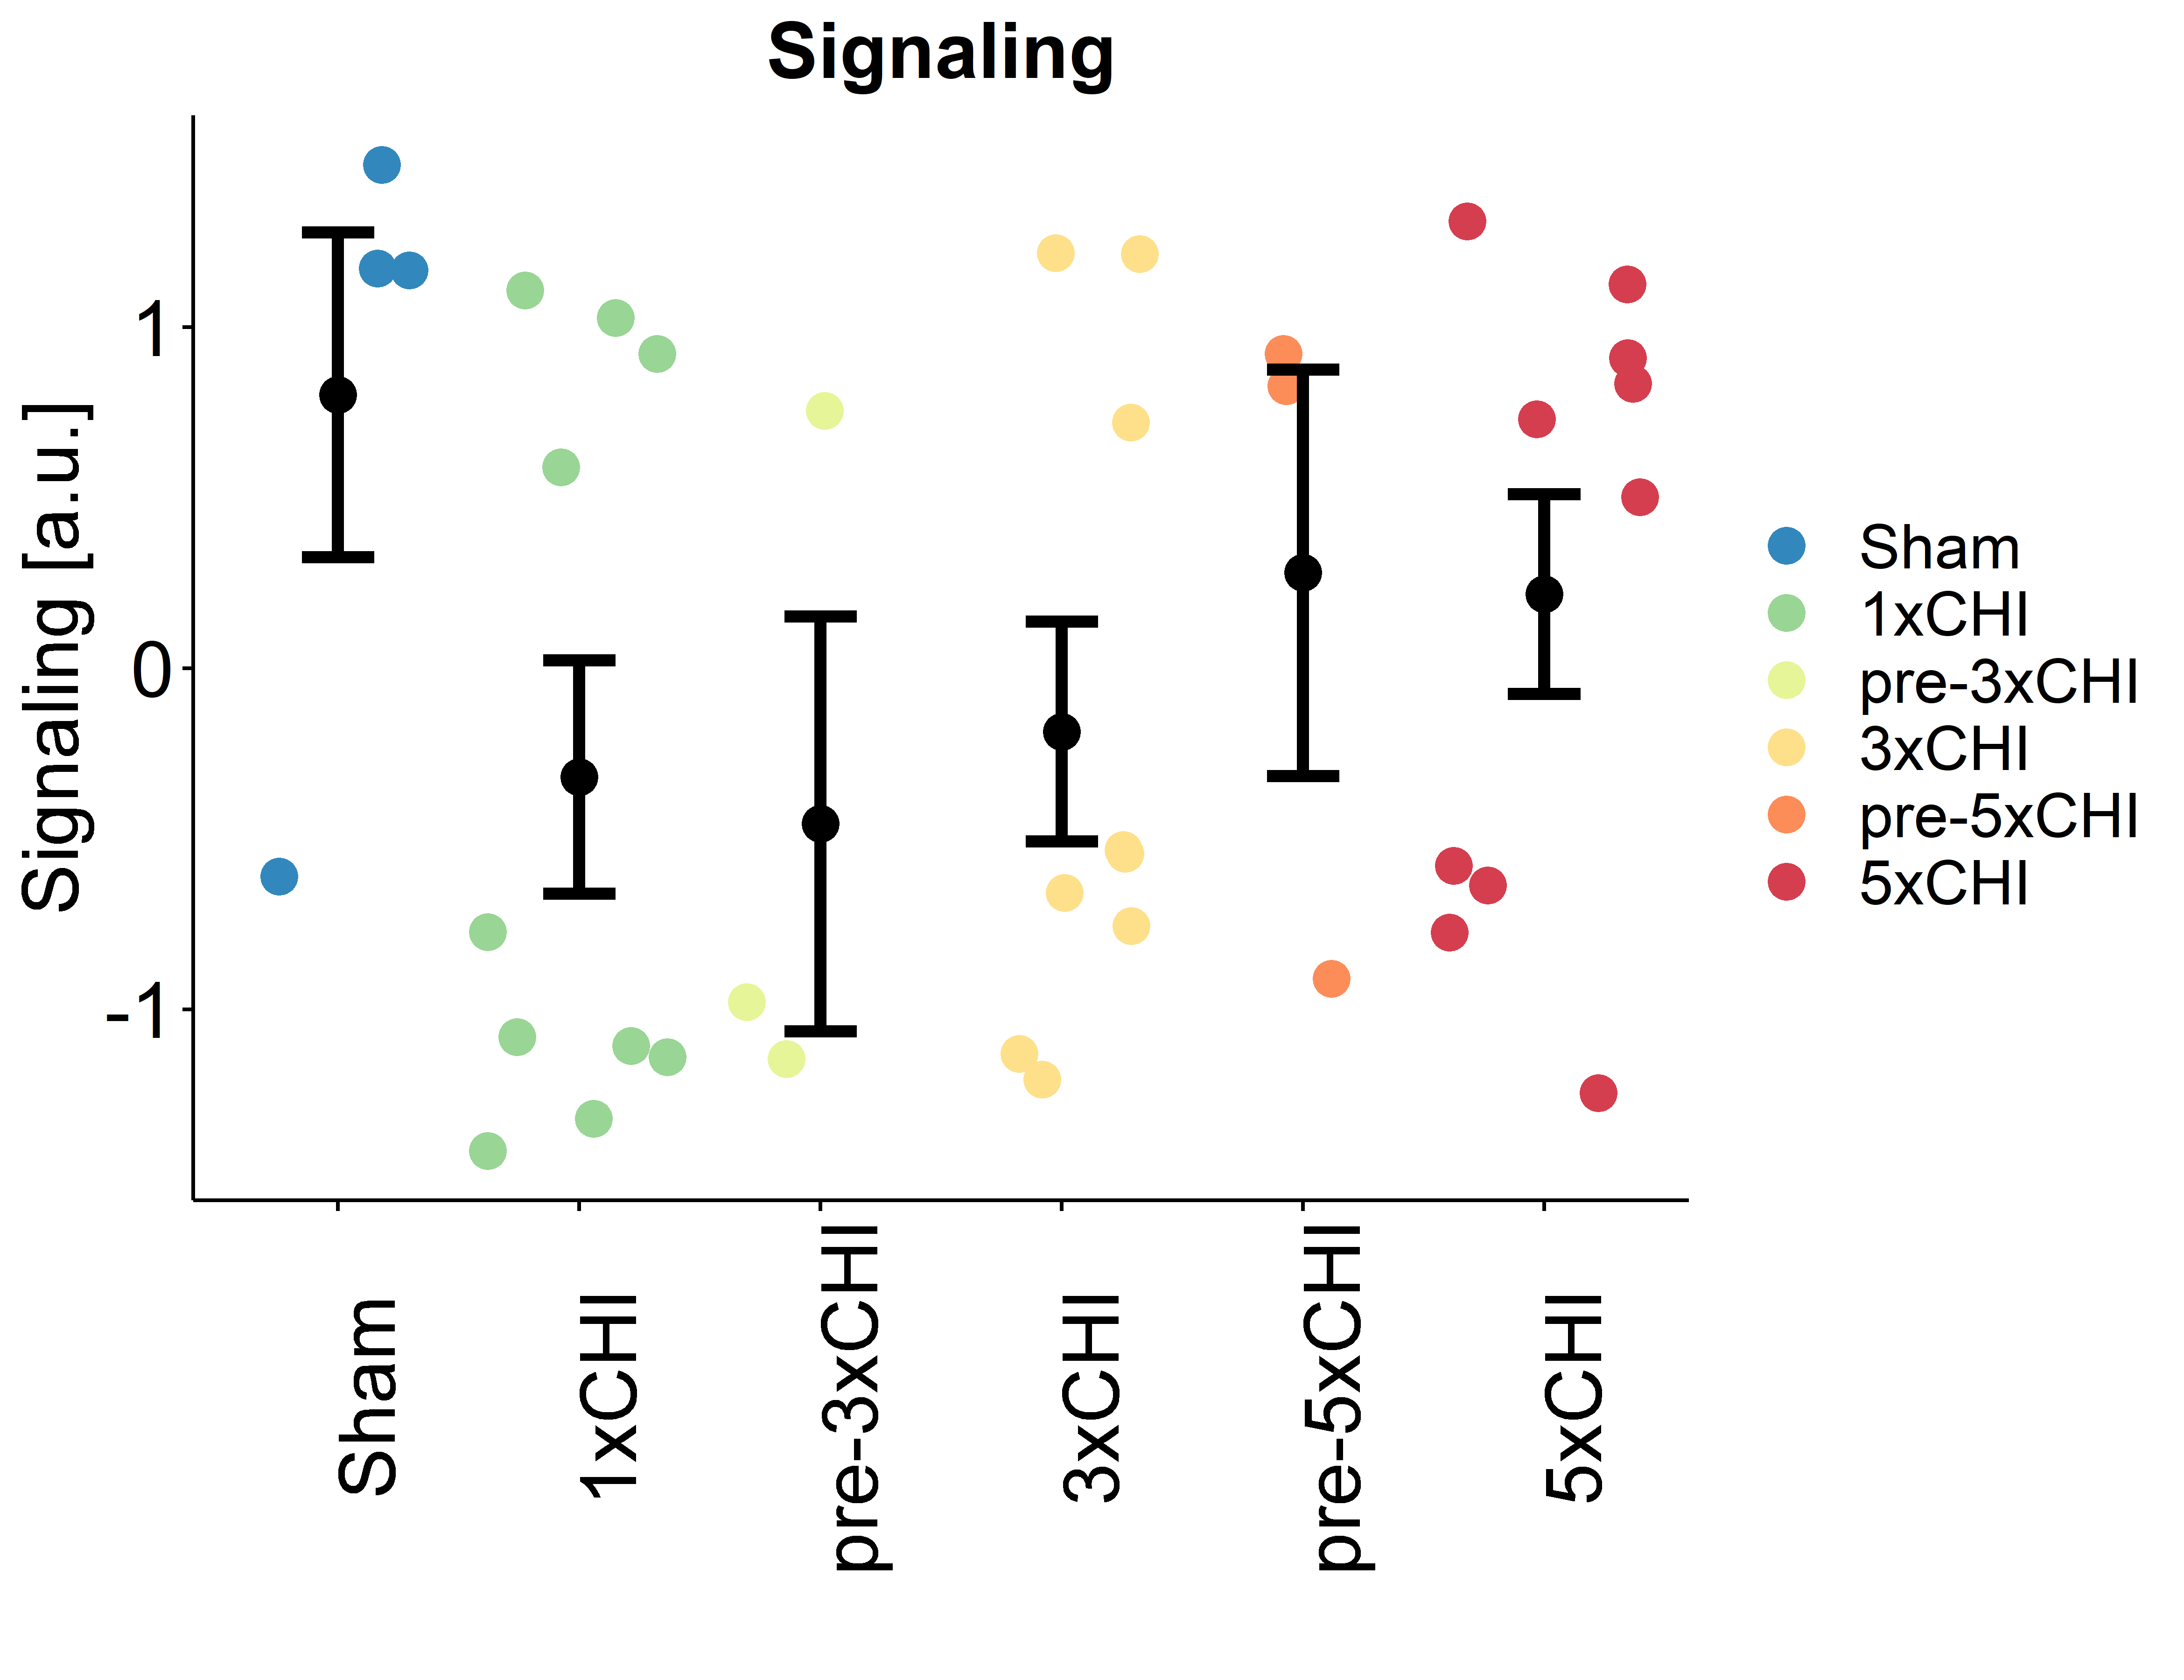 Signaling
Signaling [a.u.]
1
0
-1
Sham
1xCHI
pre-3xCHI
3xCHI
pre-5xCHI
5xCHI
Sham
1xCHI
pre-3xCHI
3xCHI
pre-5xCHI
5xCHI